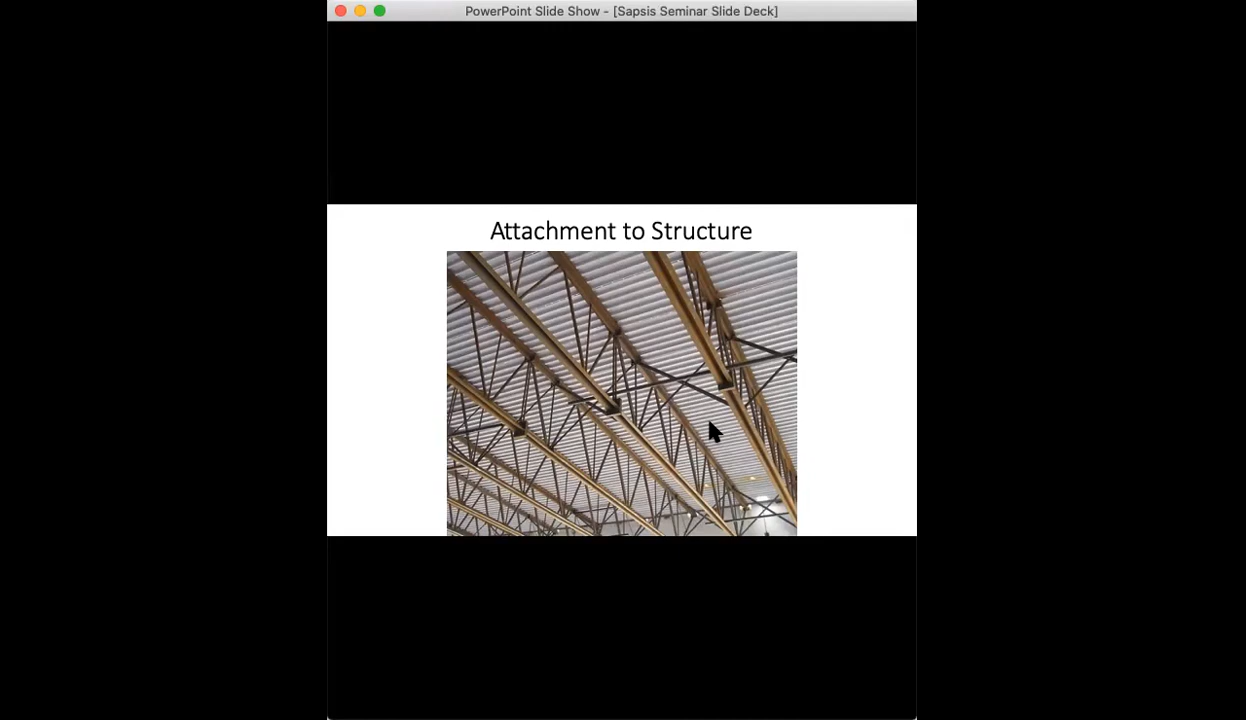 PowerPoint Slide Show - [Sapsis Seminar Slide Deck]
Attachment to Structure